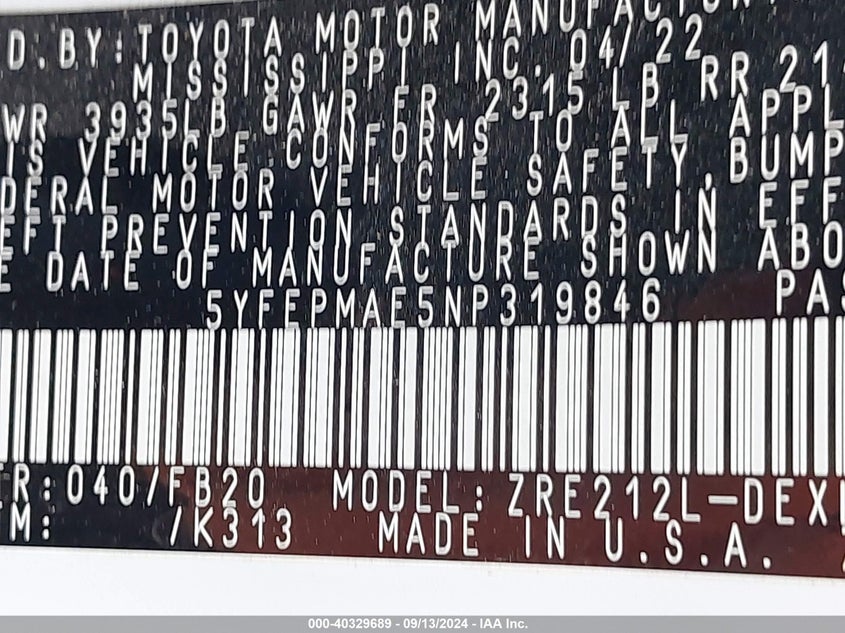 D.BY:TOYOTA MOTOR MANUFACTUR
MISSISSIPPI INC. 04/22
WR 3935LB GAWR FR 2315 LB RR 21
IS VEHICLE CONFORMS TO ALL APPL
DERAL MOTOR VEHICLE SAFETY,BUMP
EFT PREVENTION STANDARDS IN EFF
E DATE OF MANUFACTURE SHOWN ABO
5YFEPMAE5NP319846 PAS
R:040/FB20 MODEL:ZRE212L-DEX
M: /K313 MADE IN U.S.A.
000-40329689 - 09/13/2024 - IAA Inc.